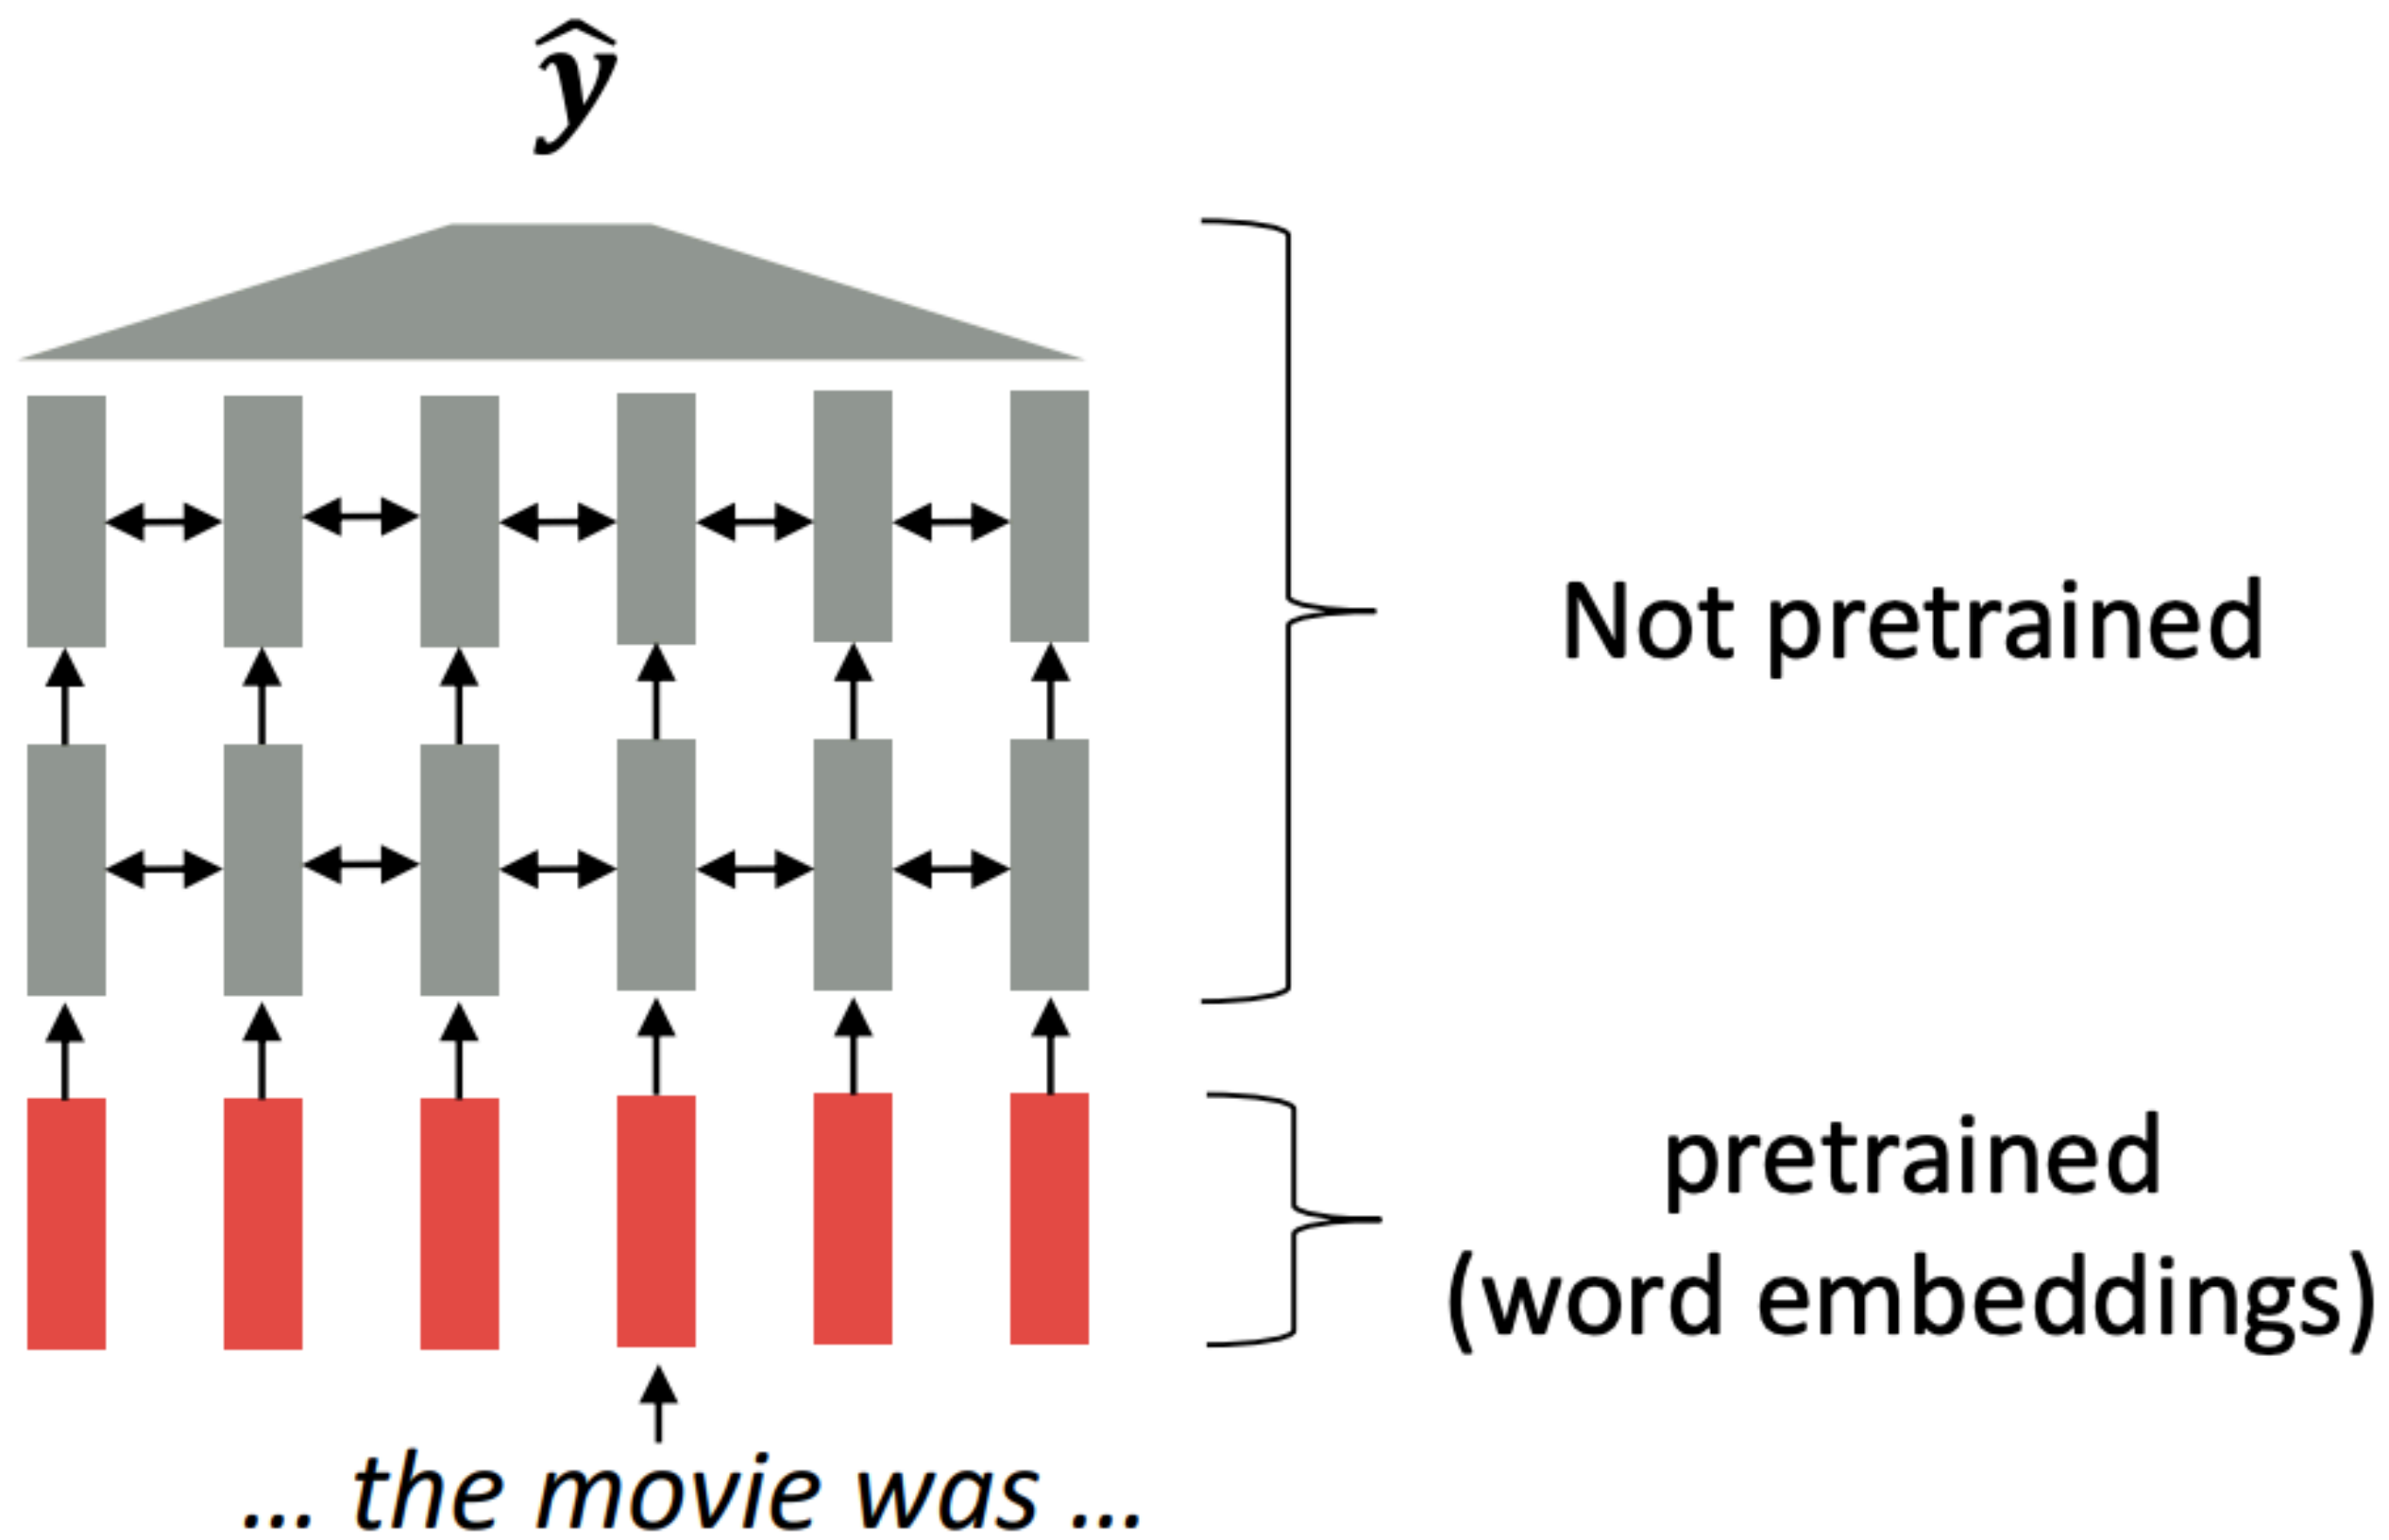 ŷ
Not pretrained
pretrained
(word embeddings)
... the movie was ...